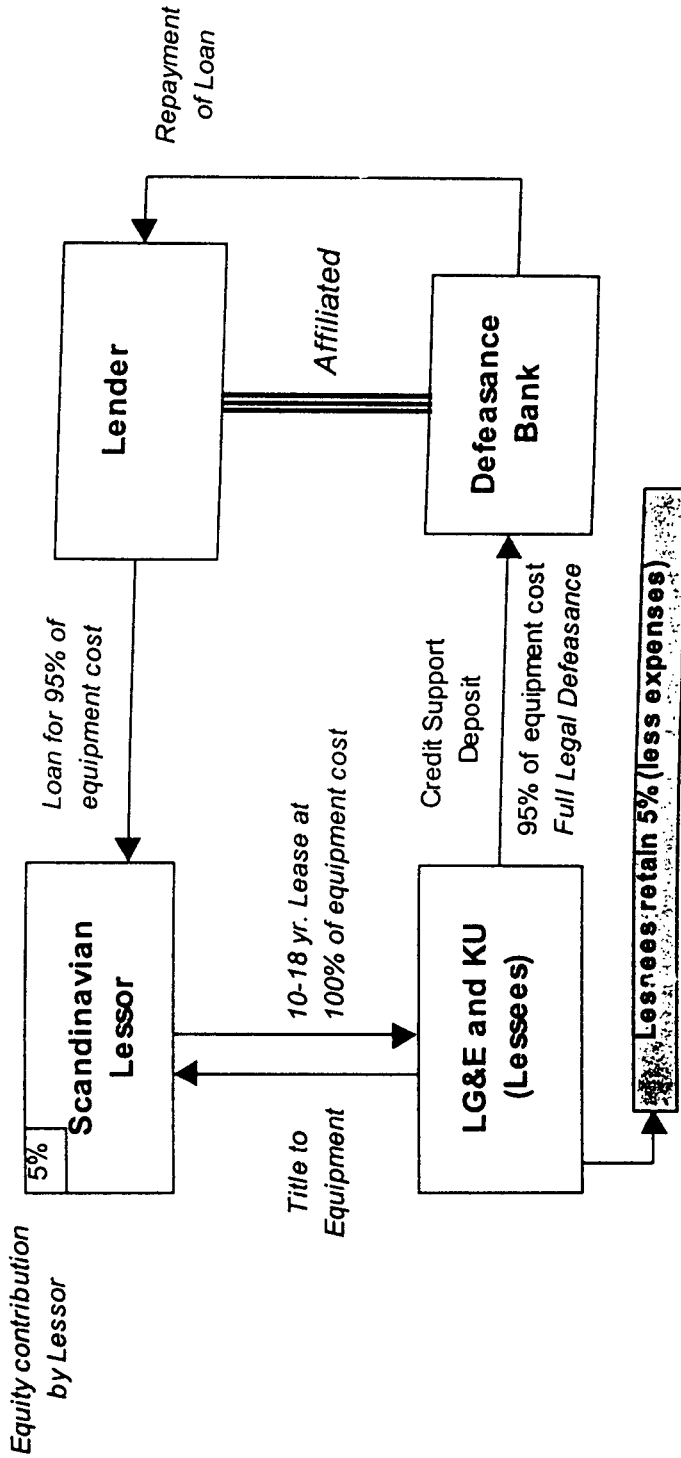 Equity contribution
by Lessor
5%
Scandinavian
Lessor
Loan for 95% of
equipment cost
Lender
Repayment
of Loan
Title to
Equipment
10-18 yr. Lease at
100% of equipment cost
Affiliated
LG&E and KU
(Lessees)
Credit Support
Deposit
95% of equipment cost
Full Legal Defeasance
Defeasance
Bank
Lesnees retain 5% (less expenses)